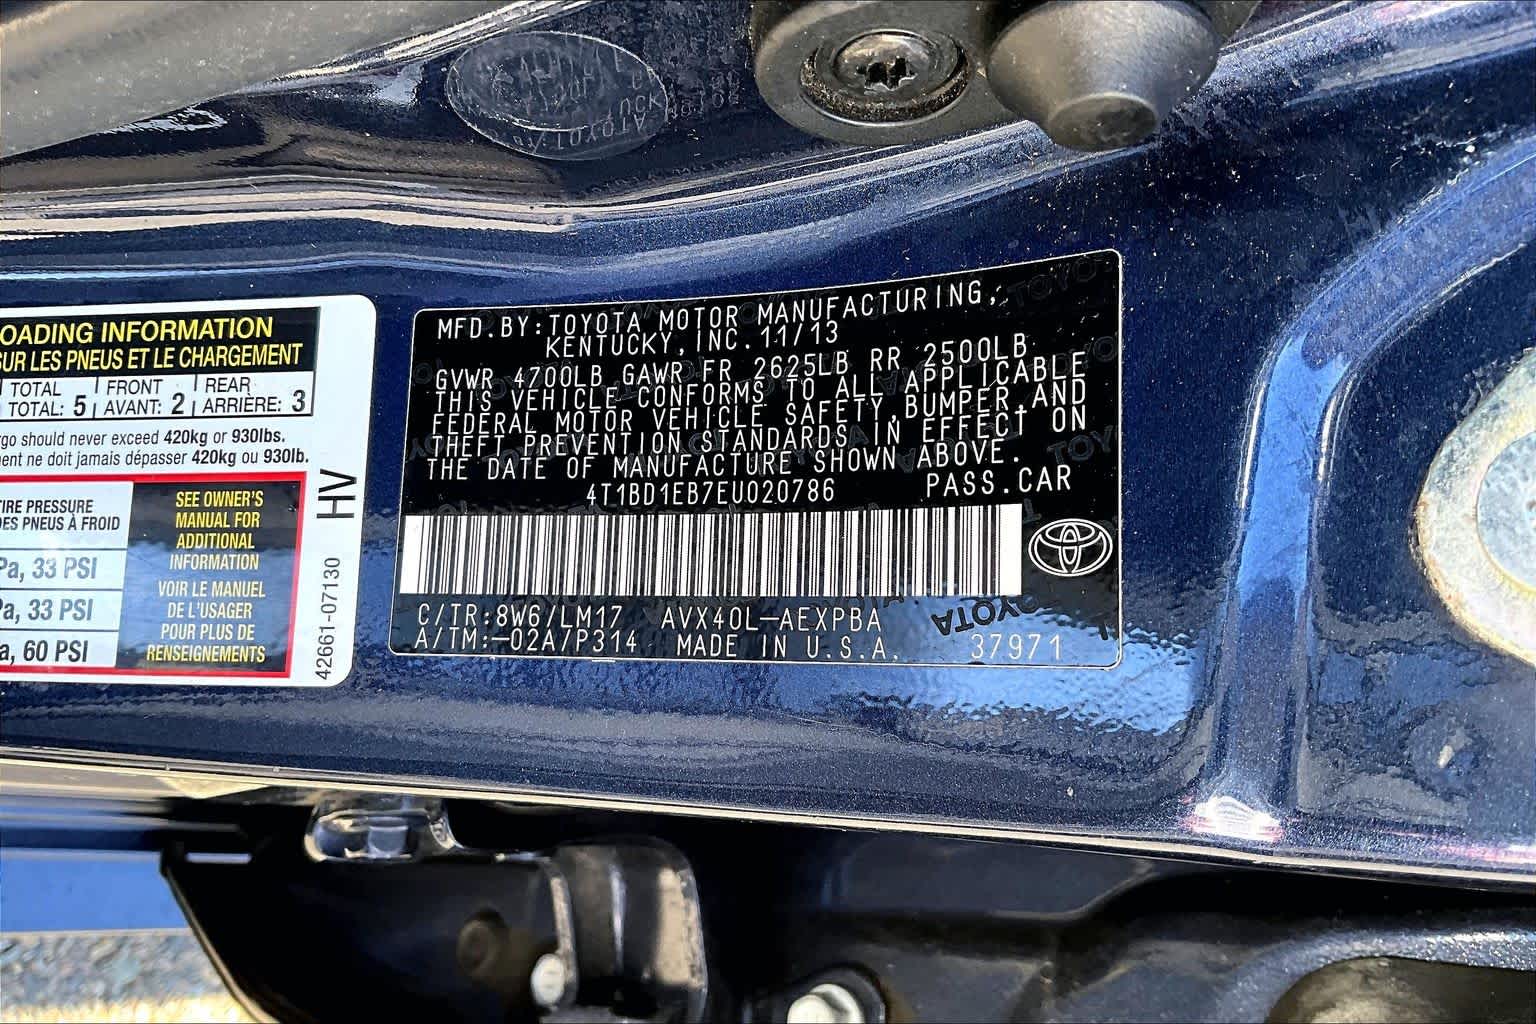 LOADING INFORMATION
SUR LES PNEUS ET LE CHARGEMENT
TOTAL | FRONT | REAR
TOTAL: 5 | AVANT: 2 | ARRIÈRE: 3
should never exceed 420kg or 930lbs.
ne doit jamais dépasser 420kg ou 930lb.
TIRE PRESSURE
DES PNEUS À FROID
33 PSI
33 PSI
60 PSI
SEE OWNER'S
MANUAL FOR
ADDITIONAL
INFORMATION
VOIR LE MANUEL
DE L'USAGER
POUR PLUS DE
RENSEIGNEMENTS
HV
42661-07130
MFD.BY:TOYOTA MOTOR MANUFACTURING,
KENTUCKY,INC.11/13
GVWR 4700LB GAWR FR 2625LB RR 2500LB
THIS VEHICLE CONFORMS TO ALL APPLICABLE
FEDERAL MOTOR VEHICLE SAFETY,BUMPER,AND
THEFT PREVENTION STANDARDS IN EFFECT ON
THE DATE OF MANUFACTURE SHOWN ABOVE.
4T1BD1EB7EU020786 PASS.CAR
C/TR:8W6/LM17 AVX40L-AEXPBA
A/TM:-02A/P314 MADE IN U.S.A. 37971
TOYOTA